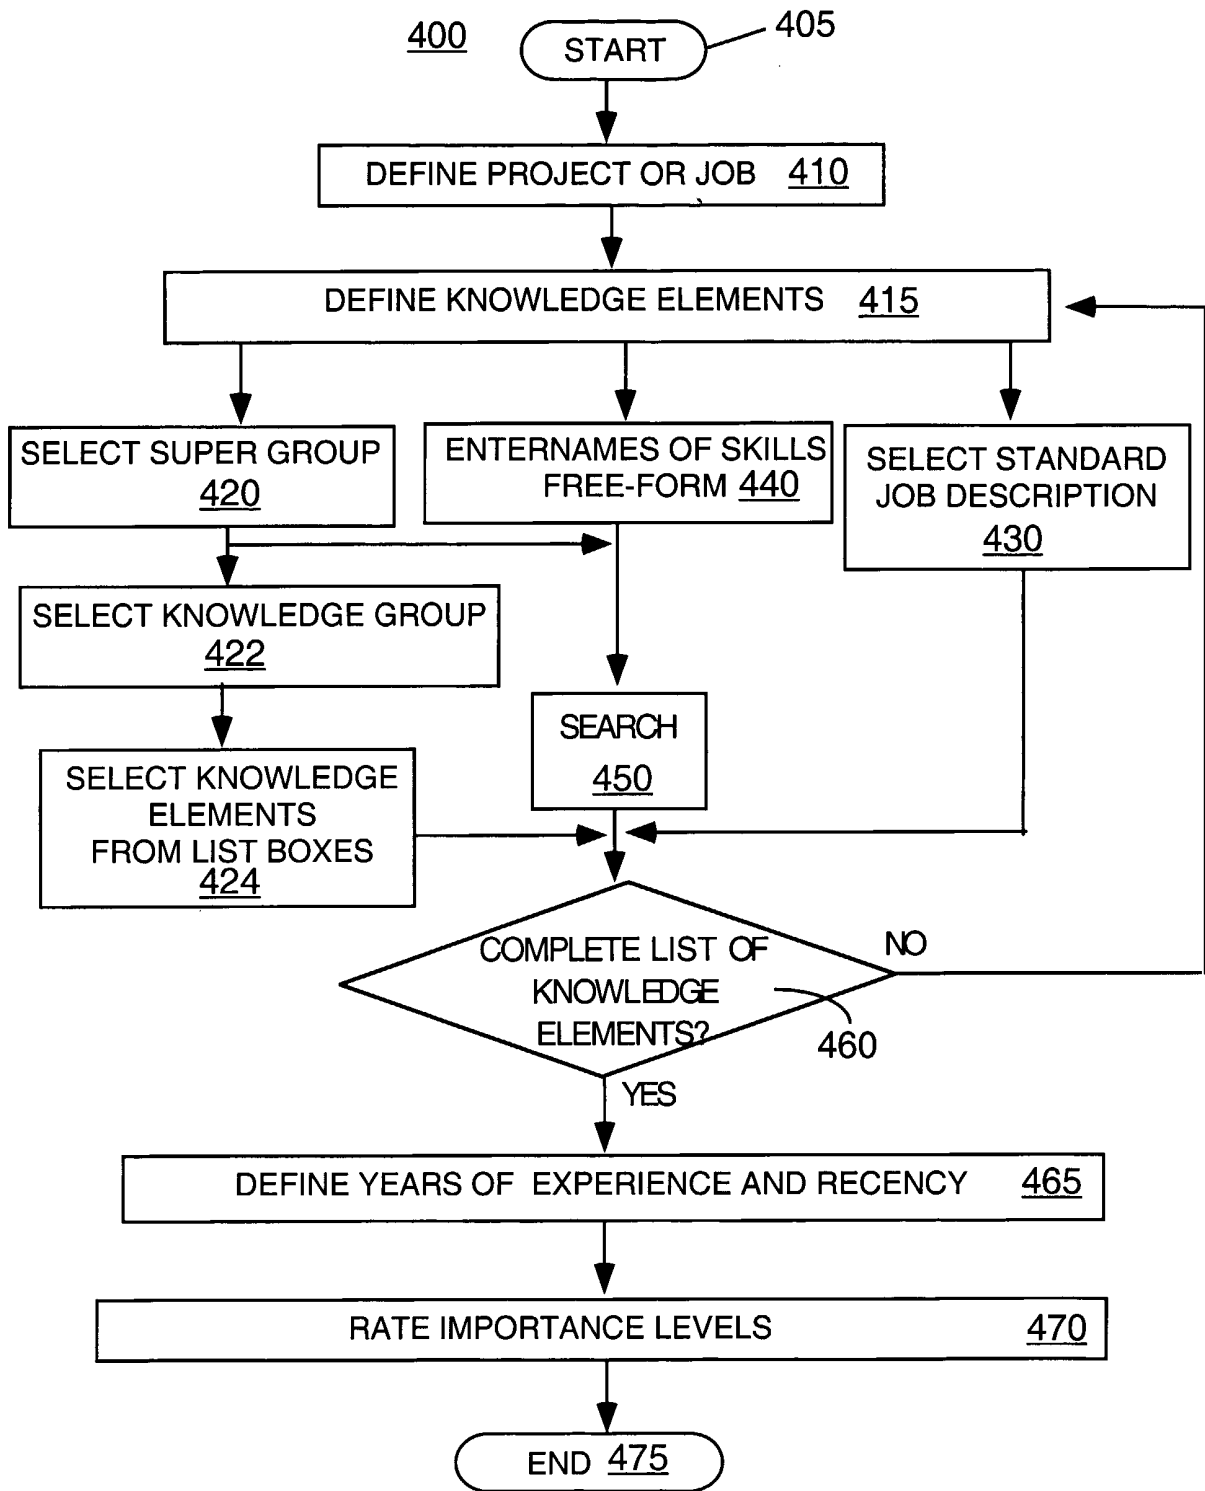 400
START
405
DEFINE PROJECT OR JOB 410
DEFINE KNOWLEDGE ELEMENTS 415
SELECT SUPER GROUP
420
ENTERNAMES OF SKILLS
FREE-FORM 440
SELECT STANDARD
JOB DESCRIPTION
430
SELECT KNOWLEDGE GROUP
422
SEARCH
450
SELECT KNOWLEDGE
ELEMENTS
FROM LIST BOXES
424
COMPLETE LIST OF
KNOWLEDGE
ELEMENTS?
NO
460
YES
DEFINE YEARS OF EXPERIENCE AND RECENCY 465
RATE IMPORTANCE LEVELS 470
END 475